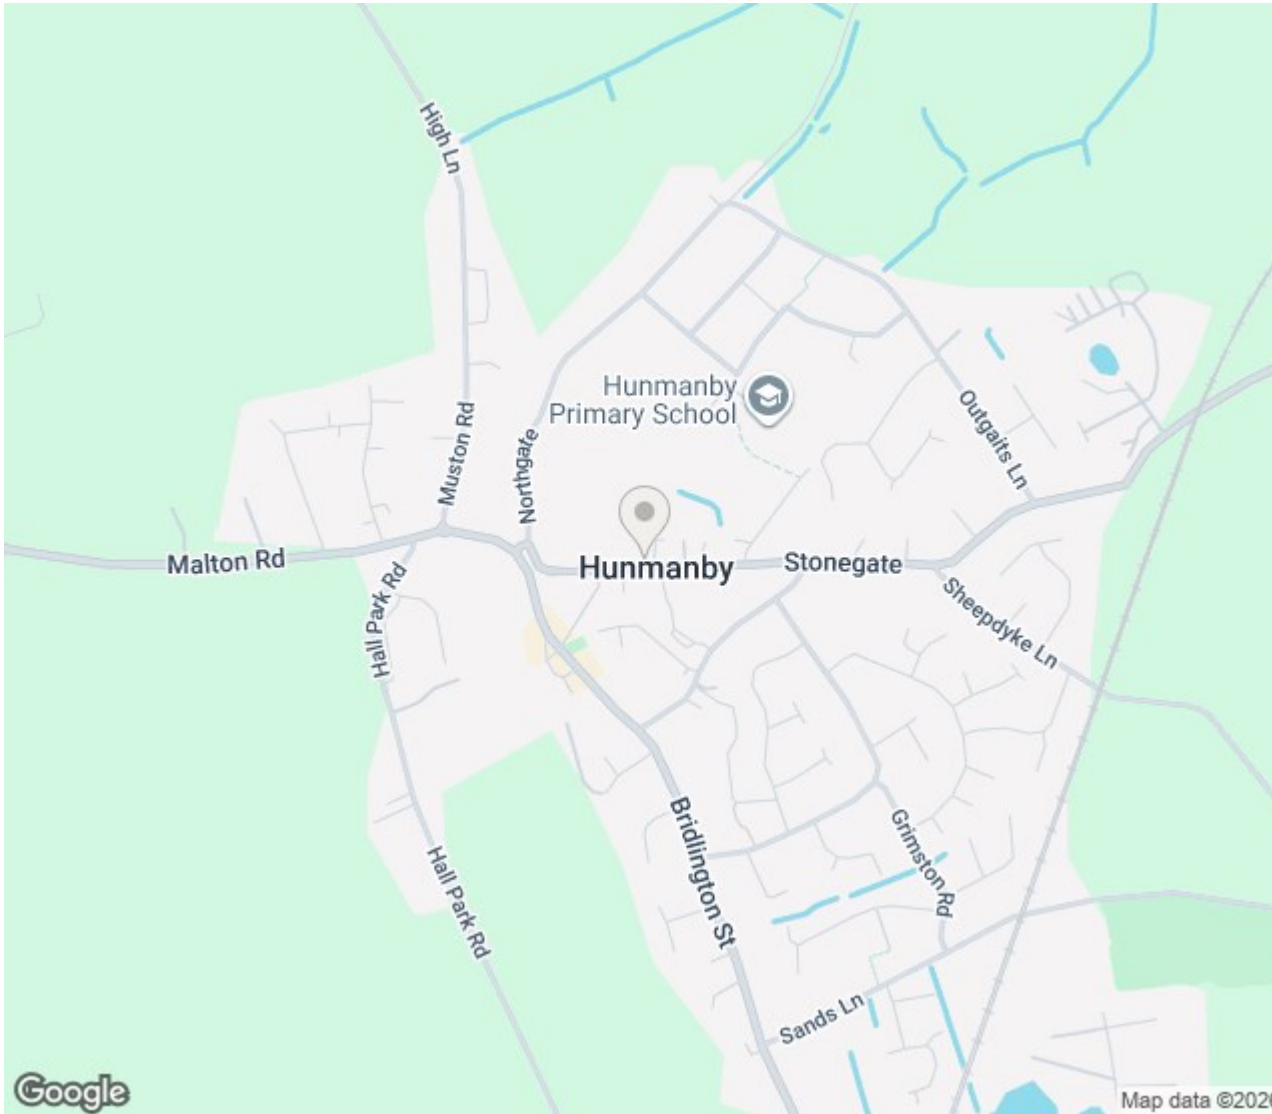 High Ln
Hunmanby
Primary School
Muston Rd
Northgate
Outgaits Ln
Malton Rd
Hunmanby
Stonegate
Hall Park Rd
Sheepdyke Ln
Bridlington St
Grimston Rd
Hall Park Rd
Sands Ln
Google
Map data ©2026